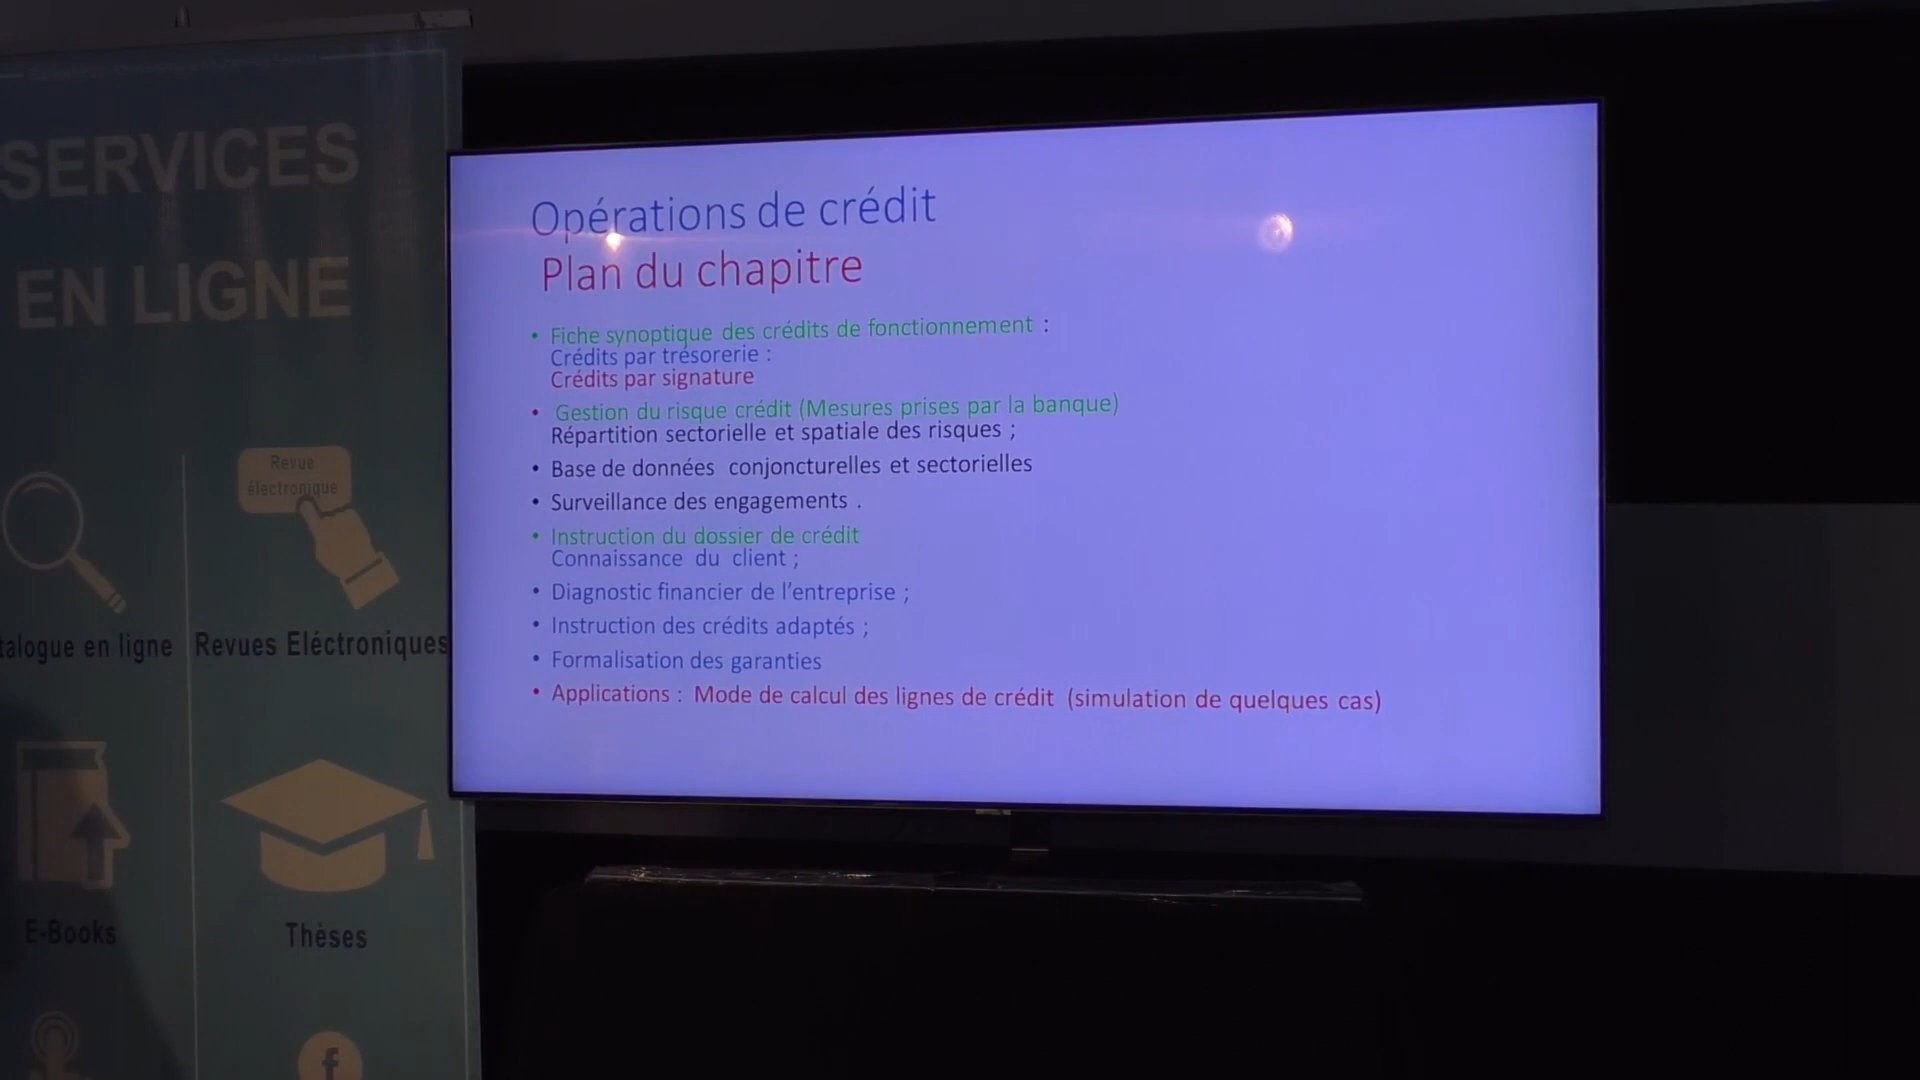 SERVICES
EN LIGNE
Revue
électronique
talogue en ligne
Revues Eléctroniques
E-Books
Thèses
f
Opérations de crédit
Plan du chapitre
• Fiche synoptique des crédits de fonctionnement :
Crédits par trésorerie :
Crédits par signature
• Gestion du risque crédit (Mesures prises par la banque)
Répartition sectorielle et spatiale des risques ;
• Base de données conjoncturelles et sectorielles
• Surveillance des engagements .
• Instruction du dossier de crédit
Connaissance du client ;
• Diagnostic financier de l’entreprise ;
• Instruction des crédits adaptés ;
• Formalisation des garanties
• Applications : Mode de calcul des lignes de crédit (simulation de quelques cas)